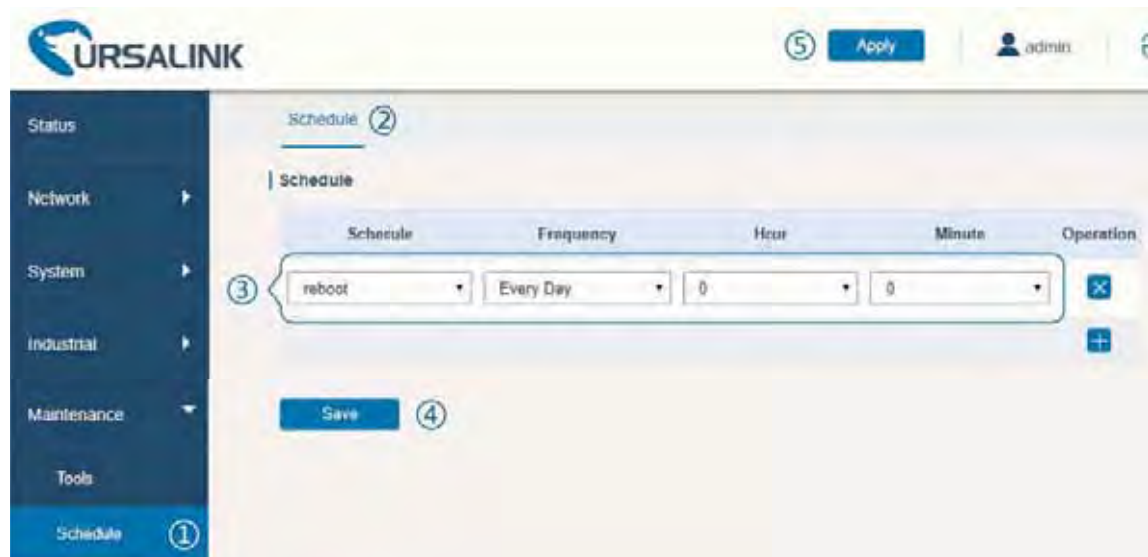 URSALINK
⑤ Apply
admin
Status
Network
System
Industrial
Maintenance
Tools
Schedule ①
Schedule ②
Schedule
Schedule Frequency Hour Minute Operation
③ reboot Every Day 0 0
Save ④